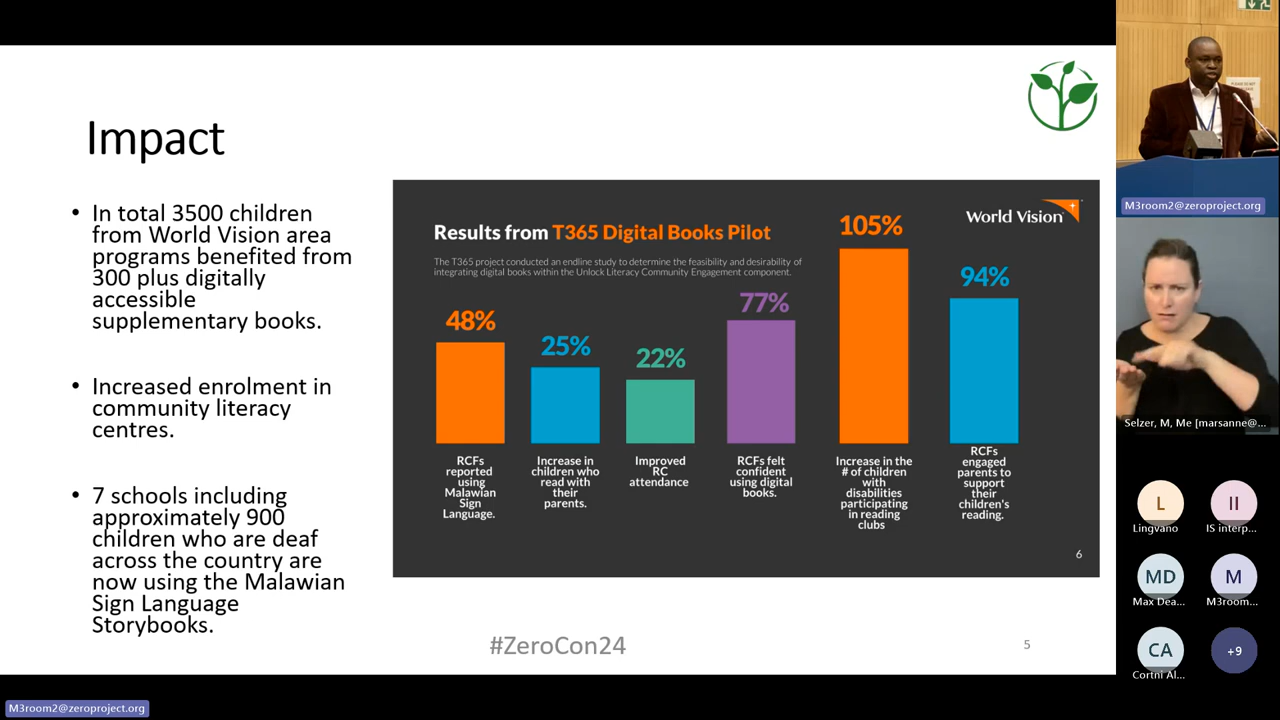 Impact
• In total 3500 children
from World Vision area
programs benefited from
300 plus digitally
accessible
supplementary books.
• Increased enrolment in
community literacy
centres.
• 7 schools including
approximately 900
children who are deaf
across the country are
now using the Malawian
Sign Language
Storybooks.
World Vision
Results from T365 Digital Books Pilot
The T365 project conducted an endline study to determine the feasibility and desirability of
integrating digital books within the Unlock Literacy Community Engagement component.
48%
RCFs
reported
using
Malawian
Sign
Language.
25%
Increase in
children who
read with
their
parents.
22%
Improved
RC
attendance
77%
RCFs felt
confident
using digital
books.
105%
Increase in the
# of children
with
disabilities
participating
in reading
clubs
94%
RCFs
engaged
parents to
support
their
children's
reading.
6
#ZeroCon24
5
M3room2@zeroproject.org
Selzer, M, Me [marsanne@...
L
Lingvano
II
IS interp...
MD
Max Dea...
M
M3room...
CA
Cortni Al...
+9
M3room2@zeroproject.org